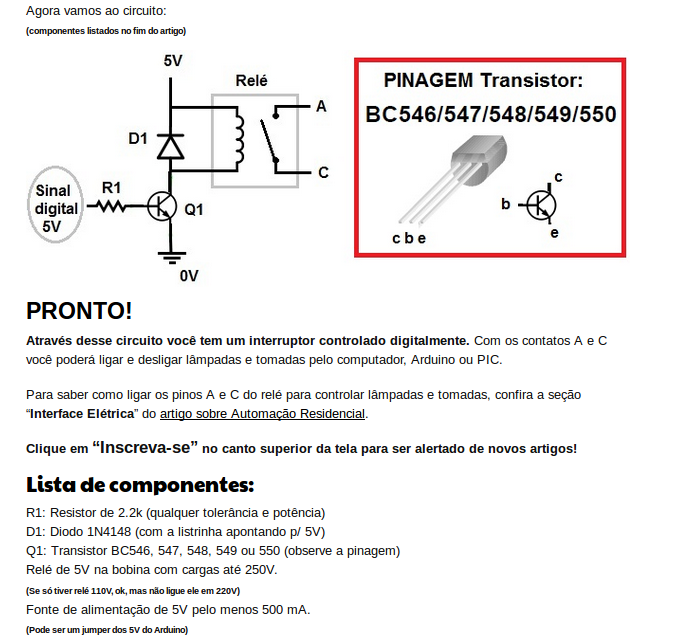 Agora vamos ao circuito:
(componentes listados no fim do artigo)
5V
Relé
A
D1
C
Sinal
digital
5V
R1
Q1
0V
PINAGEM Transistor:
BC546/547/548/549/550
c
b
e
c b e
PRONTO!
Através desse circuito você tem um interruptor controlado digitalmente. Com os contatos A e C
você poderá ligar e desligar lâmpadas e tomadas pelo computador, Arduino ou PIC.
Para saber como ligar os pinos A e C do relé para controlar lâmpadas e tomadas, confira a seção
“Interface Elétrica” do artigo sobre Automação Residencial.
Clique em “Inscreva-se” no canto superior da tela para ser alertado de novos artigos!
Lista de componentes:
R1: Resistor de 2.2k (qualquer tolerância e potência)
D1: Diodo 1N4148 (com a listrinha apontando p/ 5V)
Q1: Transistor BC546, 547, 548, 549 ou 550 (observe a pinagem)
Relé de 5V na bobina com cargas até 250V.
(Se só tiver relé 110V, ok, mas não ligue ele em 220V)
Fonte de alimentação de 5V pelo menos 500 mA.
(Pode ser um jumper dos 5V do Arduino)